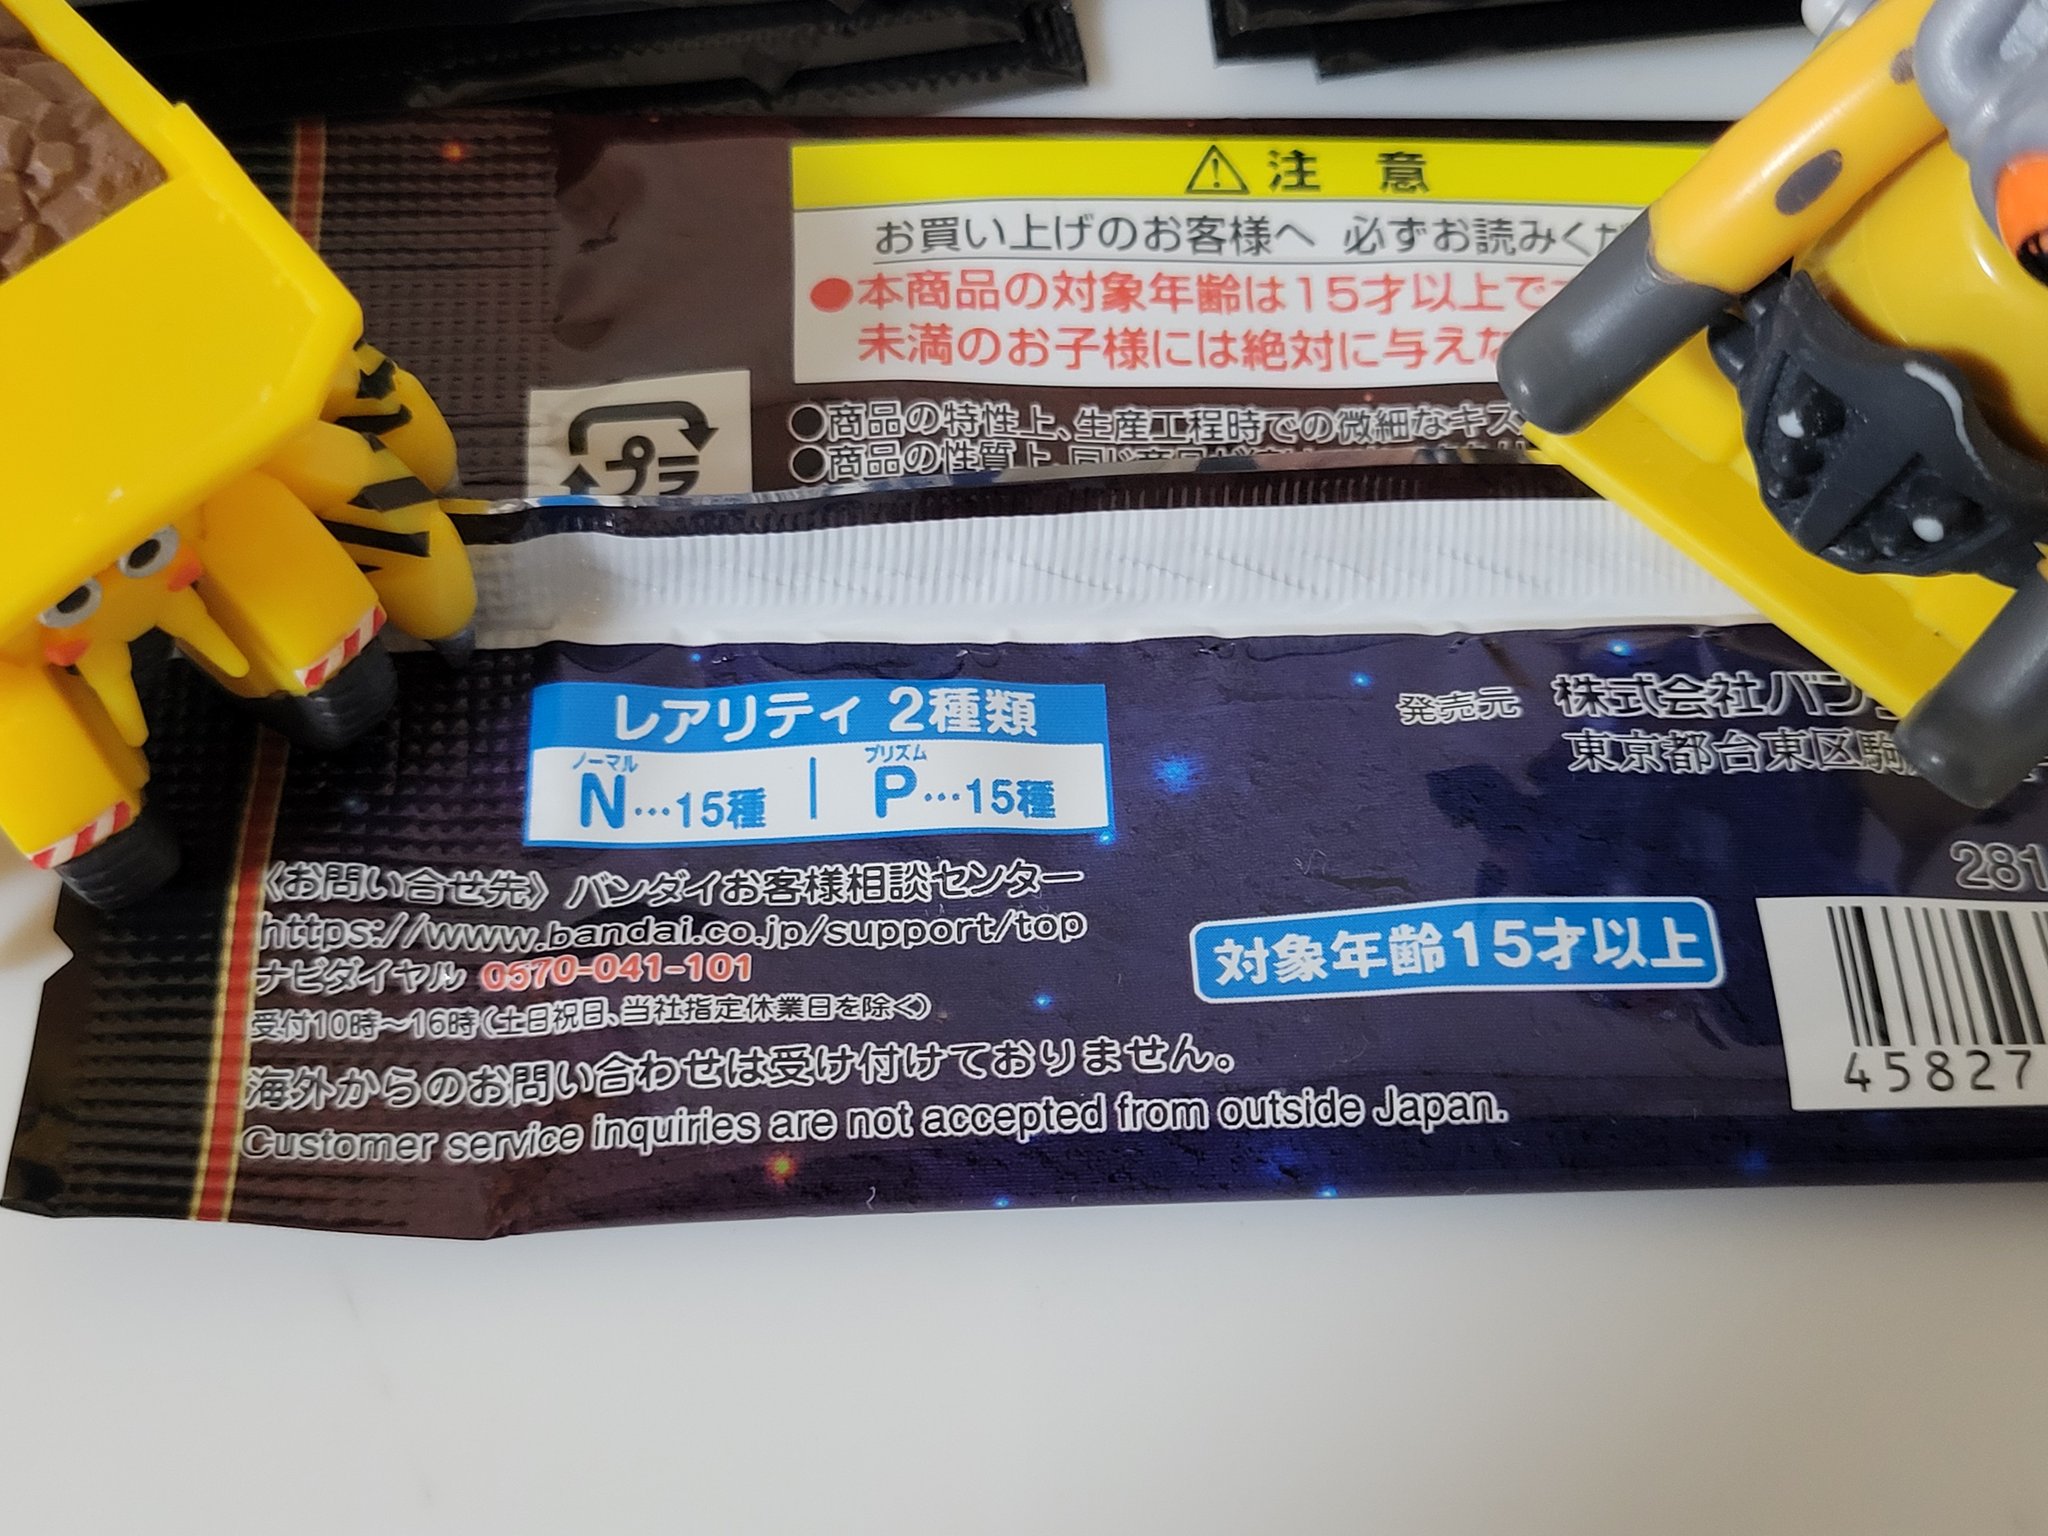 注 意
お買い上げのお客様へ 必ずお読みくだ
●本商品の対象年齢は15才以上で
未満のお子様には絶対に与えな
プラ
●商品の特性上、生産工程時での微細なキズ
●商品の性質上、同じ商品が
レアリティ 2種類
ノーマル プリズム
N…15種 | P…15種
発売元 株式会社バン
東京都台東区駒
〈お問い合せ先〉バンダイお客様相談センター
https://www.bandai.co.jp/support/top
ナビダイヤル 0570-041-101
受付10時～16時(土日祝日、当社指定休業日を除く)
海外からのお問い合わせは受け付けておりません。
Customer service inquiries are not accepted from outside Japan.
対象年齢15才以上
281
45827